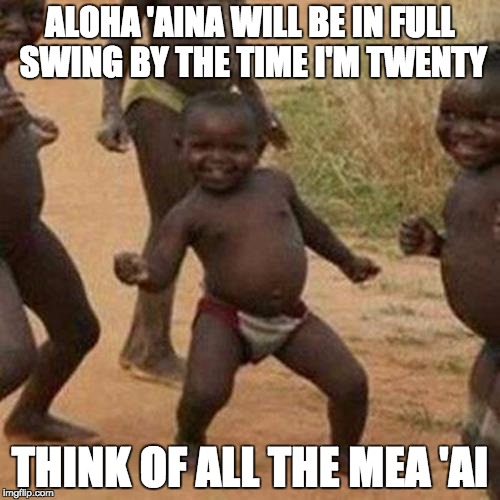 ALOHA 'AINA WILL BE IN FULL
SWING BY THE TIME I'M TWENTY
THINK OF ALL THE MEA 'AI
imgflip.com